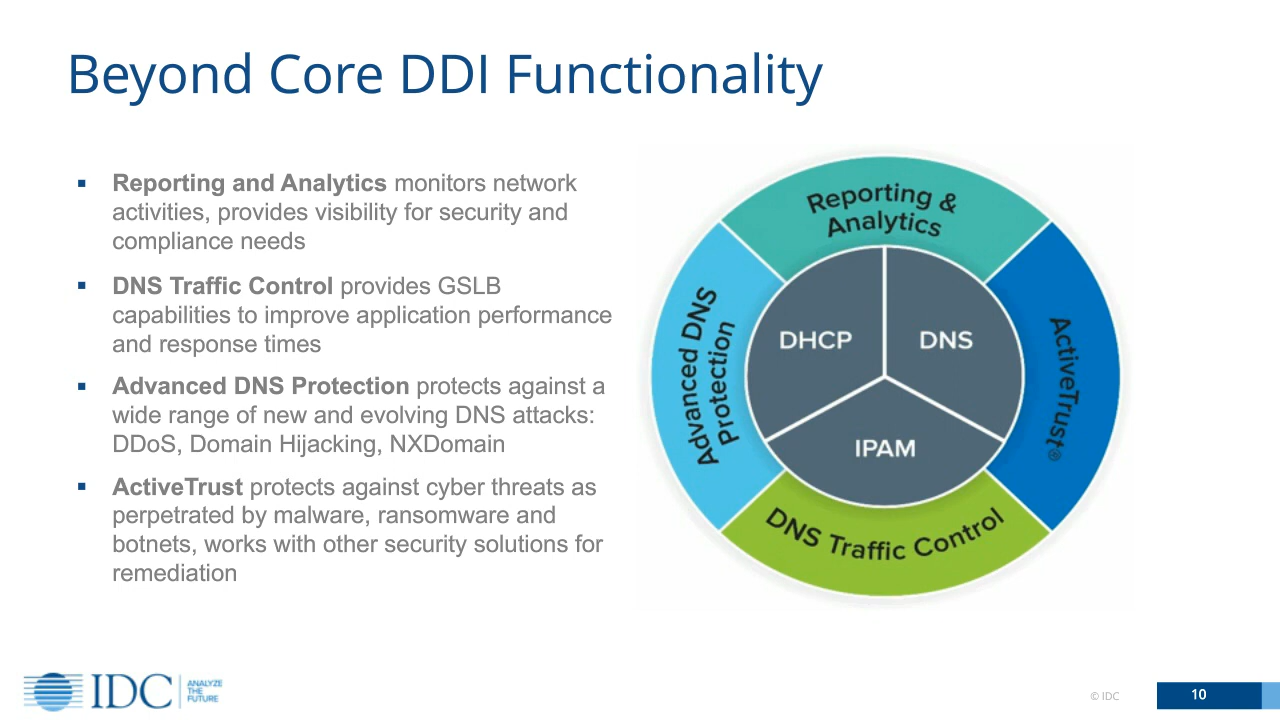 Beyond Core DDI Functionality
▪ Reporting and Analytics monitors network
activities, provides visibility for security and
compliance needs
▪ DNS Traffic Control provides GSLB
capabilities to improve application performance
and response times
▪ Advanced DNS Protection protects against a
wide range of new and evolving DNS attacks:
DDoS, Domain Hijacking, NXDomain
▪ ActiveTrust protects against cyber threats as
perpetrated by malware, ransomware and
botnets, works with other security solutions for
remediation
Reporting &
Analytics
Advanced DNS
Protection
DHCP
DNS
ActiveTrust®
IPAM
DNS Traffic Control
IDC
ANALYZE
THE
FUTURE
© IDC
10